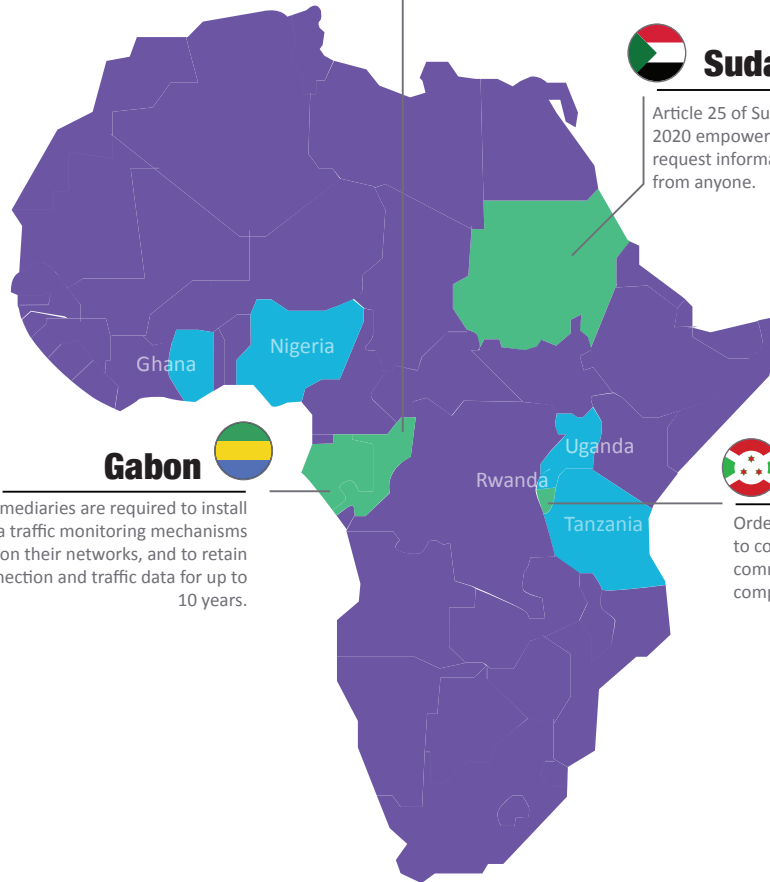 Suda
Article 25 of Su
2020 empower
request informa
from anyone.
Ghana
Nigeria
Gabon
mediaries are required to install
a traffic monitoring mechanisms
on their networks, and to retain
nection and traffic data for up to
10 years.
Uganda
Rwanda
Tanzania
Orde
to co
comm
comp